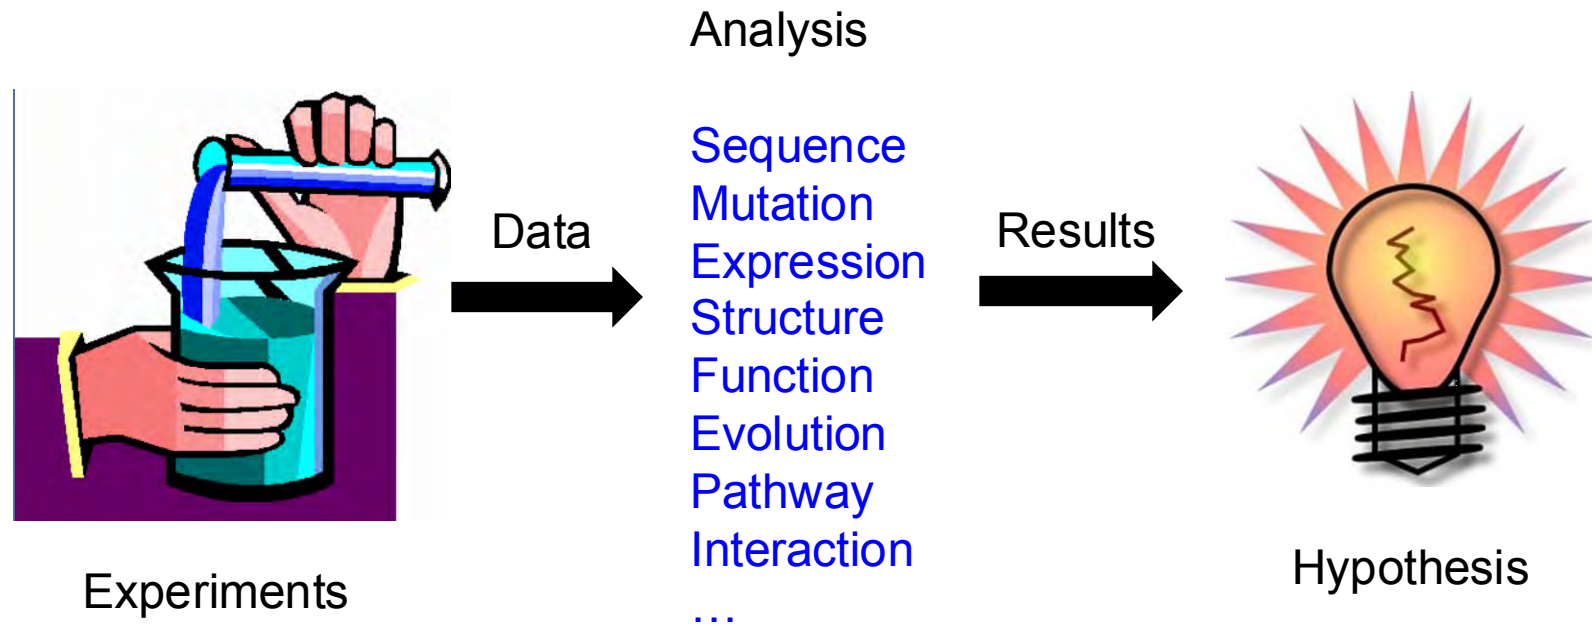 Analysis
Sequence
Mutation
Expression
Structure
Function
Evolution
Pathway
Interaction
...
Data
Results
Experiments
Hypothesis